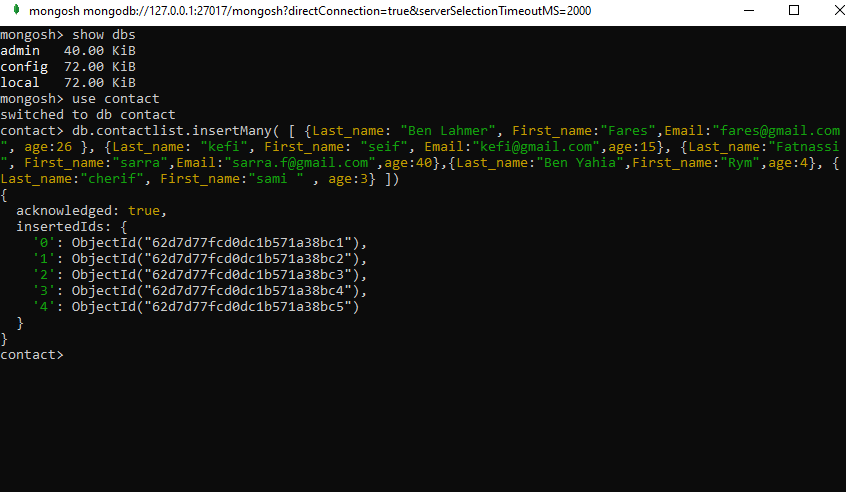 mongosh mongodb://127.0.0.1:27017/mongosh?directConnection=true&serverSelectionTimeoutMS=2000
mongosh> show dbs
admin   40.00 KiB
config  72.00 KiB
local   72.00 KiB
mongosh> use contact
switched to db contact
contact> db.contactlist.insertMany( [ {Last_name: "Ben Lahmer", First_name:"Fares",Email:"fares@gmail.com
", age:26 }, {Last_name: "kefi", First_name: "seif", Email:"kefi@gmail.com",age:15}, {Last_name:"Fatnassi
", First_name:"sarra",Email:"sarra.f@gmail.com",age:40},{Last_name:"Ben Yahia",First_name:"Rym",age:4}, {
Last_name:"cherif", First_name:"sami " , age:3} ])
{
  acknowledged: true,
  insertedIds: {
    '0': ObjectId("62d7d77fcd0dc1b571a38bc1"),
    '1': ObjectId("62d7d77fcd0dc1b571a38bc2"),
    '2': ObjectId("62d7d77fcd0dc1b571a38bc3"),
    '3': ObjectId("62d7d77fcd0dc1b571a38bc4"),
    '4': ObjectId("62d7d77fcd0dc1b571a38bc5")
  }
}
contact>